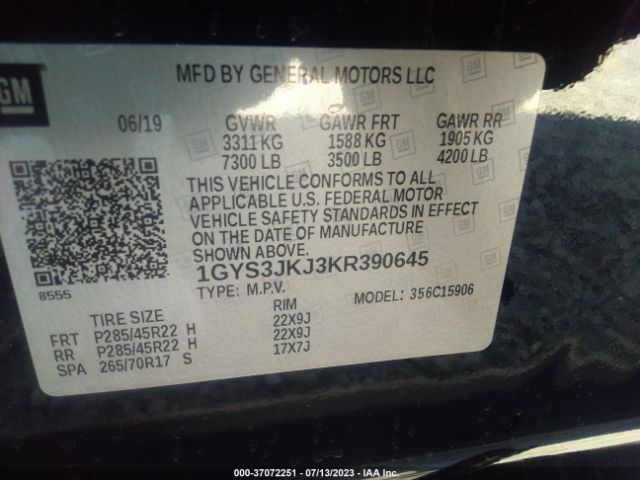 GM
MFD BY GENERAL MOTORS LLC
06/19 GVWR GAWR FRT GAWR RR
3311 KG 1588 KG 1905 KG
7300 LB 3500 LB 4200 LB
THIS VEHICLE CONFORMS TO ALL
APPLICABLE U.S. FEDERAL MOTOR
VEHICLE SAFETY STANDARDS IN EFFECT
ON THE DATE OF MANUFACTURE
SHOWN ABOVE.
1GYS3JKJ3KR390645
8555 TYPE: M.P.V. MODEL: 356C15906
TIRE SIZE RIM
FRT P285/45R22 H 22X9J
RR P285/45R22 H 22X9J
SPA 265/70R17 S 17X7J
000-37072251 - 07/13/2023 - IAA Inc.